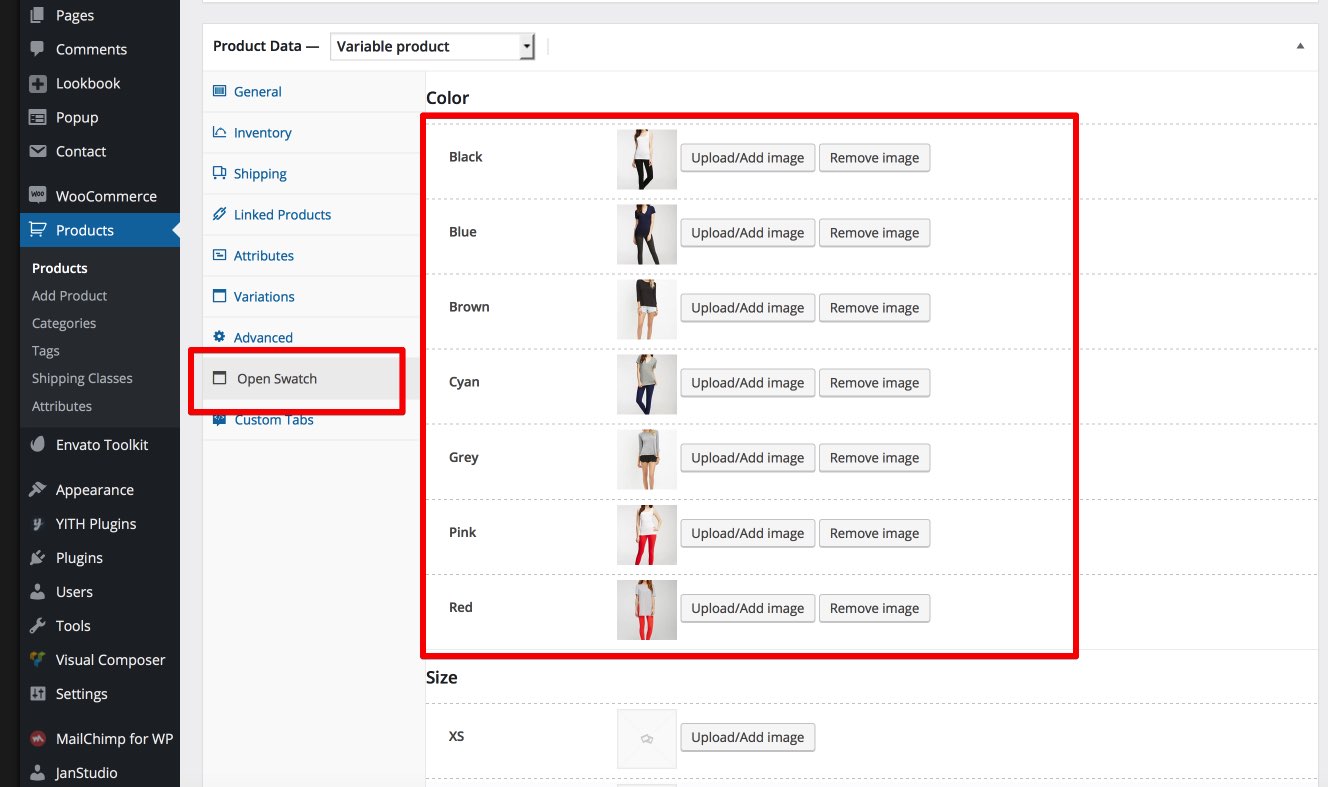 Pages
Comments
Lookbook
Popup
Contact
WooCommerce
Products
Products
Add Product
Categories
Tags
Shipping Classes
Attributes
Envato Toolkit
Appearance
YITH Plugins
Plugins
Users
Tools
Visual Composer
Settings
MailChimp for WP
JanStudio
Product Data — Variable product
General
Inventory
Shipping
Linked Products
Attributes
Variations
Advanced
Open Swatch
Custom Tabs
Color
Black Upload/Add image Remove image
Blue Upload/Add image Remove image
Brown Upload/Add image Remove image
Cyan Upload/Add image Remove image
Grey Upload/Add image Remove image
Pink Upload/Add image Remove image
Red Upload/Add image Remove image
Size
XS Upload/Add image